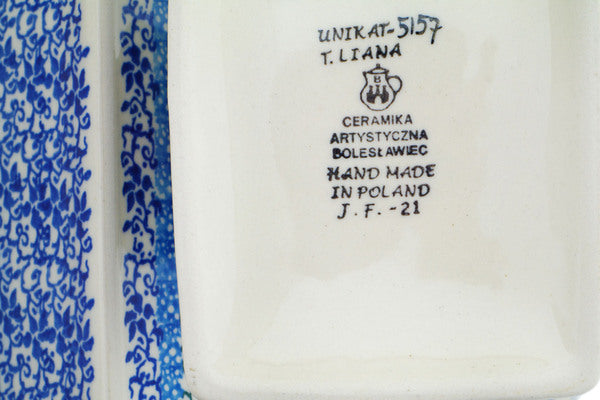 UNIKAT-5157
T. LIANA
B
CERAMIKA
ARTYSTYCZNA
BOLESŁAWIEC
HAND MADE
IN POLAND
J.F.-21